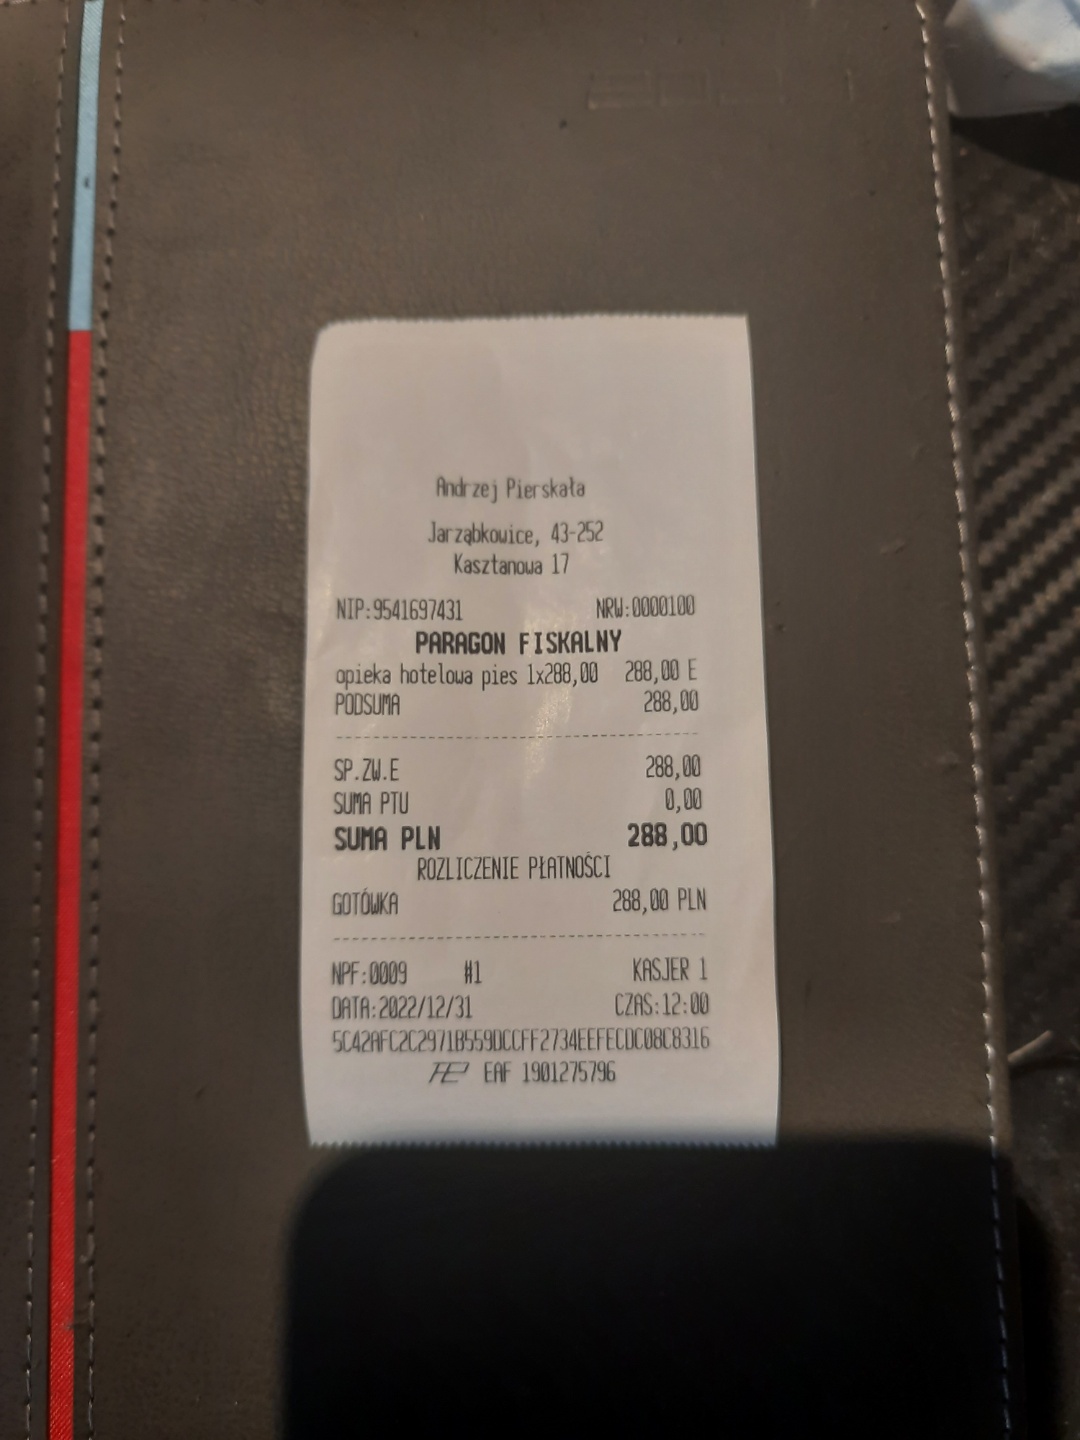 Andrzej Pierskała
Jarząbkowice, 43-252
Kasztanowa 17
NIP:9541697431 NRW:0000100
PARAGON FISKALNY
opieka hotelowa pies 1x288,00 288,00 E
PODSUMA 288,00
SP.ZW.E 288,00
SUMA PTU 0,00
SUMA PLN 288,00
ROZLICZENIE PŁATNOŚCI
GOTÓWKA 288,00 PLN
NPF:0009 #1 KASJER 1
DATA:2022/12/31 CZAS:12:00
5C42AFC2C2971B559DCCFF2734EEFECDC08C8316
EAF 1901275796